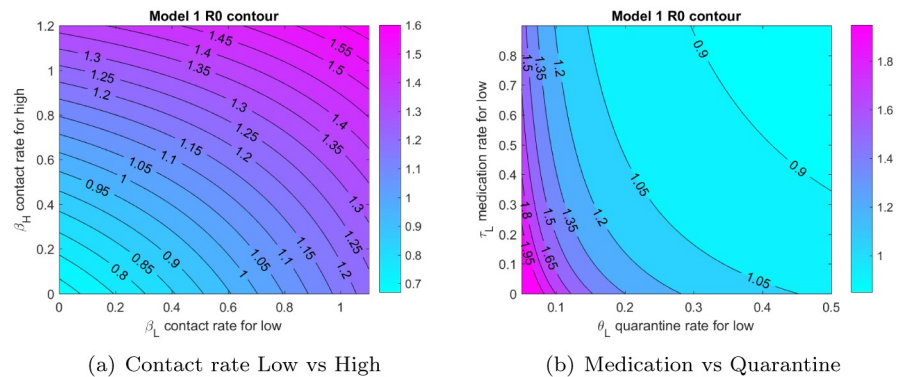 Model 1 R0 contour
1.2
1
0.8
0.6
0.4
0.2
0
β_H contact rate for high
0 0.2 0.4 0.6 0.8 1
β_L contact rate for low
1.45 1.55
1.4 1.5
1.3 1.35
1.25 1.4
1.2 1.35
1.15 1.25
1.1 1.2
1.05 1.15
1 1.1 1.3
0.95 1.05 1.25
0.9 1 1.15 1.2
0.85 1.05 1.1
0.8 1
1.6
1.5
1.4
1.3
1.2
1.1
1
0.9
0.8
0.7
(a) Contact rate Low vs High
Model 1 R0 contour
0.8
0.7
0.6
0.5
0.4
0.3
0.2
0.1
0
τ_L medication rate for low
0.1 0.2 0.3 0.4 0.5
θ_L quarantine rate for low
1.5 1.35 1.2 0.9
1.05
0.9
1.8 1.5 1.35 1.2
1.95 1.65 1.05
1.8
1.6
1.4
1.2
1
(b) Medication vs Quarantine